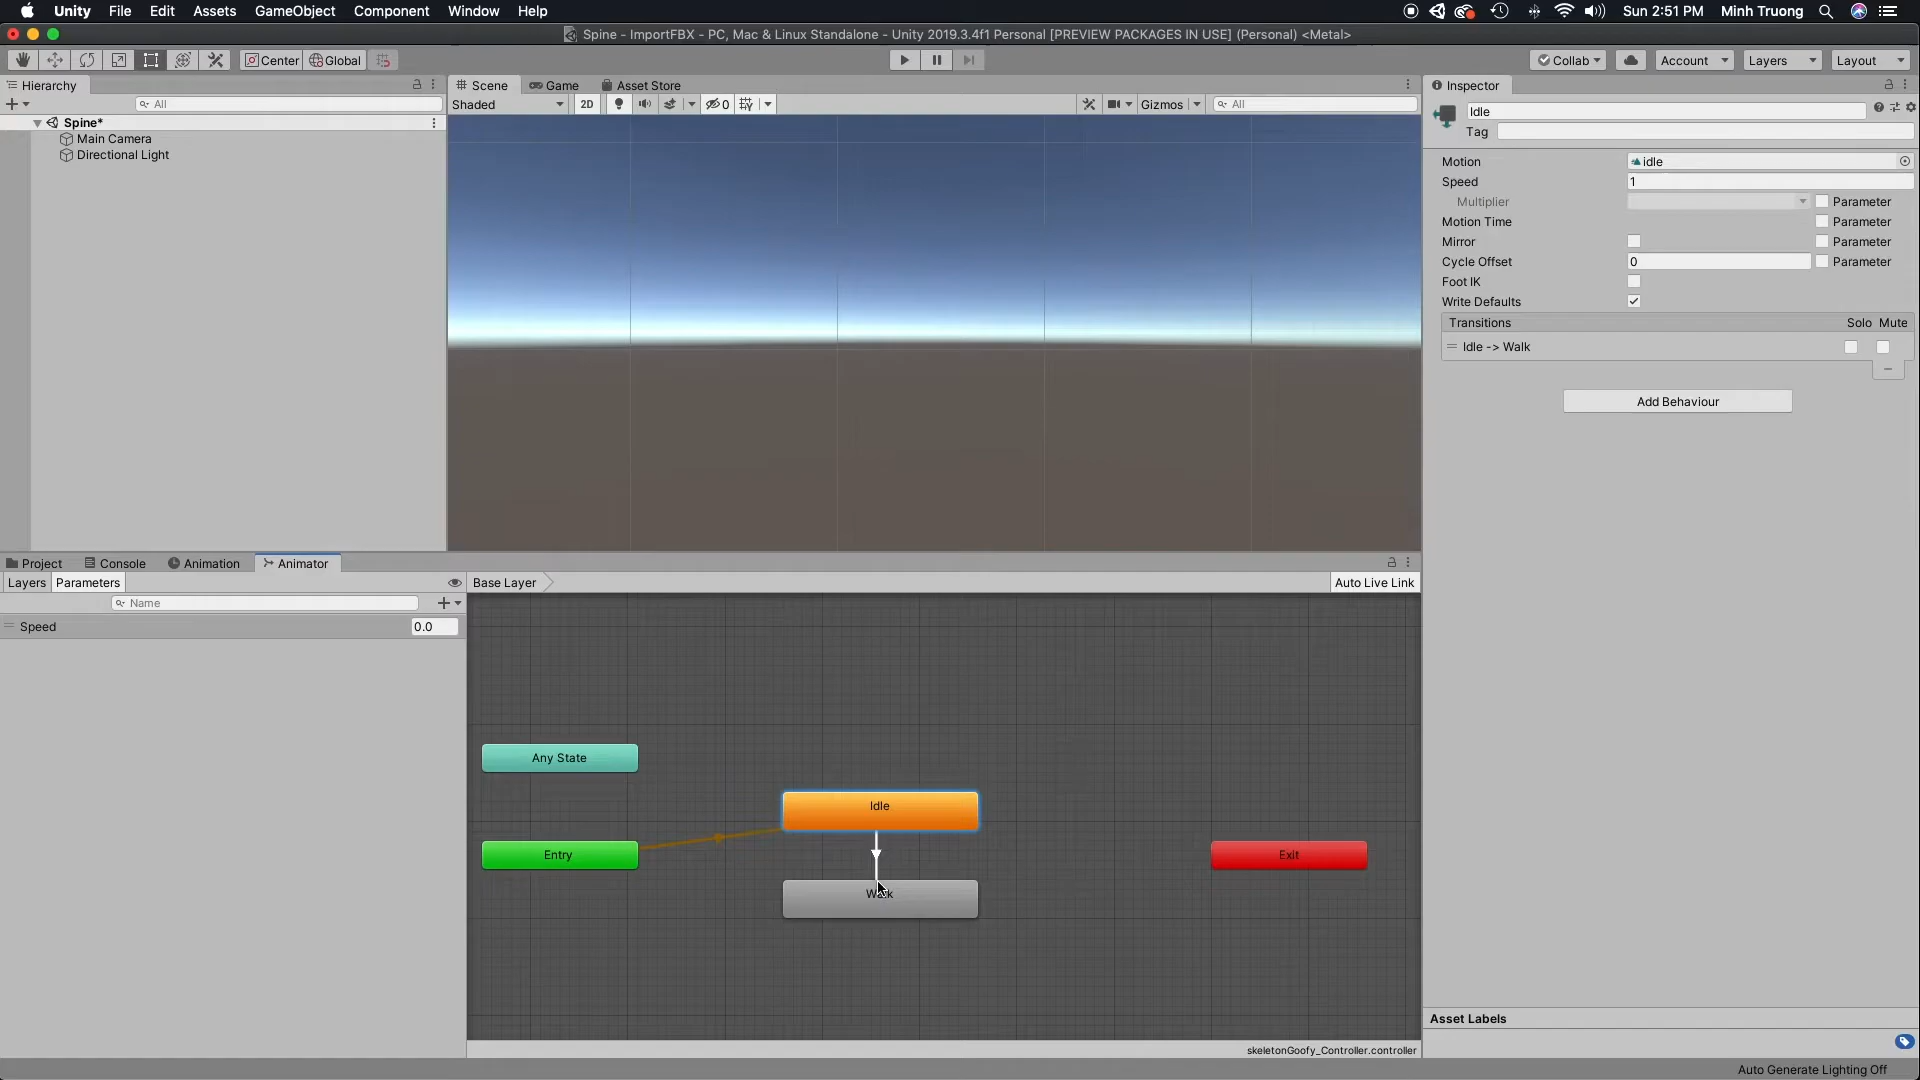 Unity File Edit Assets GameObject Component Window Help Sun 2:51 PM Minh Truong
Spine - ImportFBX - PC, Mac & Linux Standalone - Unity 2019.3.4f1 Personal [PREVIEW PACKAGES IN USE] (Personal) <Metal>
Center Global Collab Account Layers Layout
Hierarchy
All
Spine*
Main Camera
Directional Light
Scene Game Asset Store
Shaded 2D 0 Gizmos All
Inspector
Idle
Tag
Motion idle
Speed 1
Multiplier Parameter
Motion Time Parameter
Mirror Parameter
Cycle Offset 0 Parameter
Foot IK
Write Defaults
Transitions Solo Mute
Idle -> Walk
Add Behaviour
Project Console Animation Animator
Layers Parameters Base Layer Auto Live Link
Name
Speed 0.0
Any State
Idle
Entry
Exit
Walk
skeletonGoofy_Controller.controller
Asset Labels
Auto Generate Lighting Off